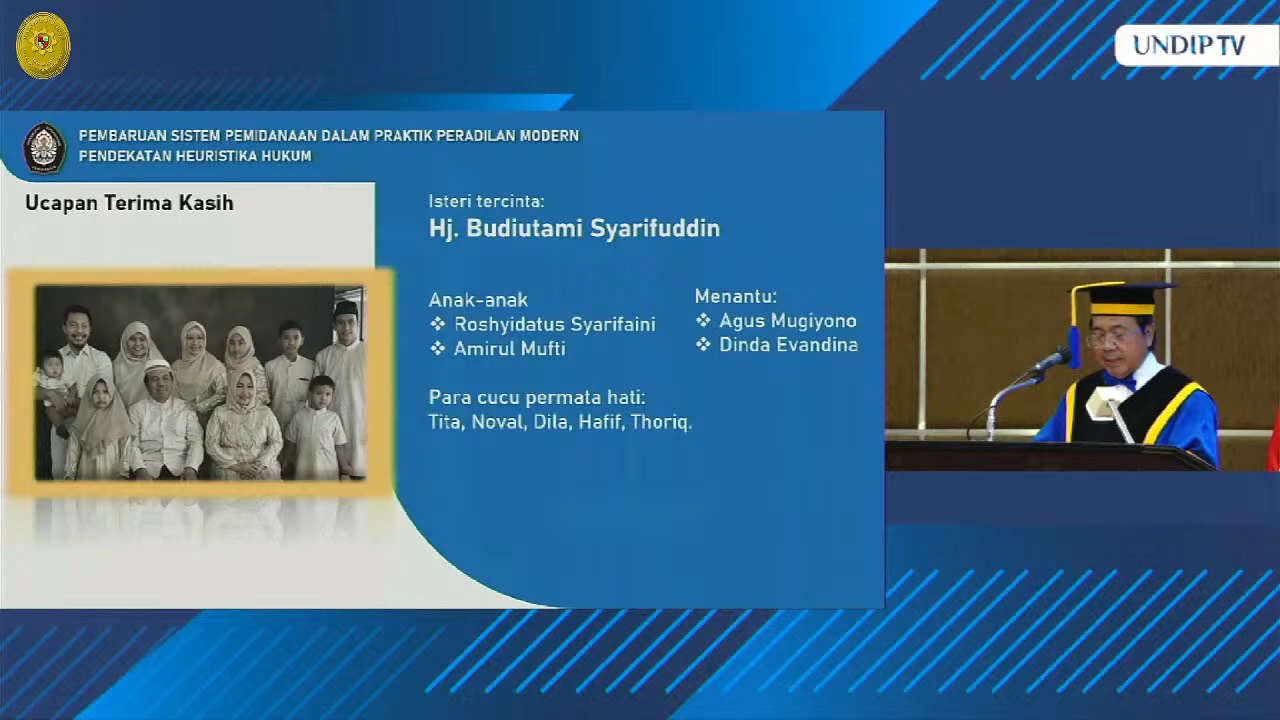 UNDIP TV
PEMBARUAN SISTEM PEMIDANAAN DALAM PRAKTIK PERADILAN MODERN
PENDEKATAN HEURISTIKA HUKUM
Ucapan Terima Kasih
Isteri tercinta:
Hj. Budiutami Syarifuddin
Anak-anak
❖ Roshyidatus Syarifaini
❖ Amirul Mufti
Menantu:
❖ Agus Mugiyono
❖ Dinda Evandina
Para cucu permata hati:
Tita, Noval, Dila, Hafif, Thoriq.